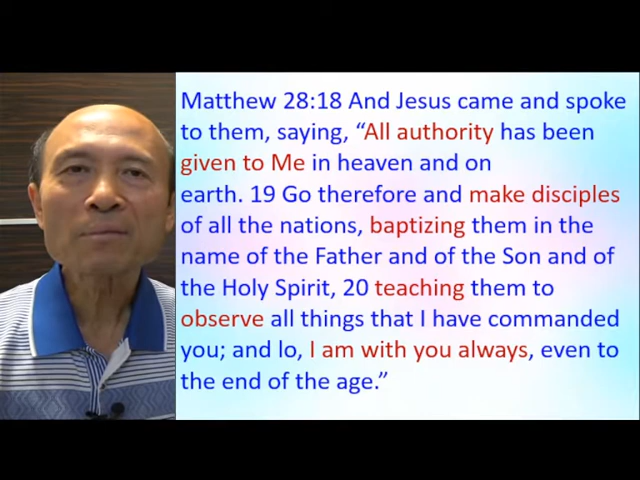 Matthew 28:18 And Jesus came and spoke
to them, saying, “All authority has been
given to Me in heaven and on
earth. 19 Go therefore and make disciples
of all the nations, baptizing them in the
name of the Father and of the Son and of
the Holy Spirit, 20 teaching them to
observe all things that I have commanded
you; and lo, I am with you always, even to
the end of the age.”